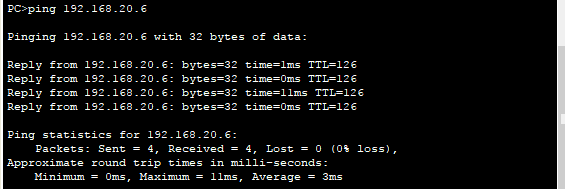 PC>ping 192.168.20.6
Pinging 192.168.20.6 with 32 bytes of data:
Reply from 192.168.20.6: bytes=32 time=1ms TTL=126
Reply from 192.168.20.6: bytes=32 time=0ms TTL=126
Reply from 192.168.20.6: bytes=32 time=11ms TTL=126
Reply from 192.168.20.6: bytes=32 time=0ms TTL=126
Ping statistics for 192.168.20.6:
Packets: Sent = 4, Received = 4, Lost = 0 (0% loss),
Approximate round trip times in milli-seconds:
Minimum = 0ms, Maximum = 11ms, Average = 3ms